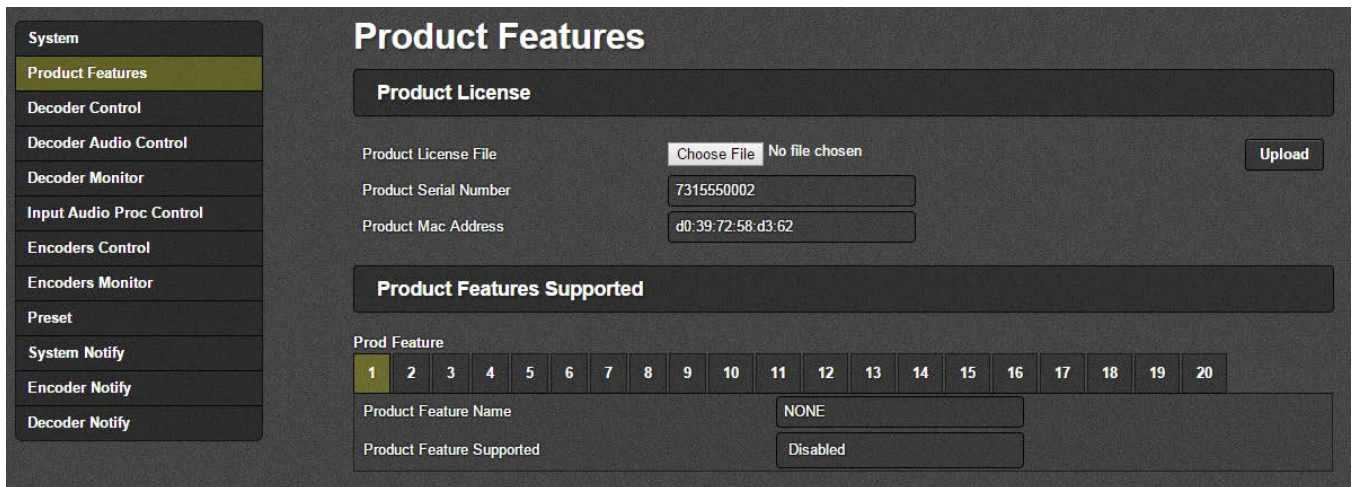 System
Product Features
Decoder Control
Decoder Audio Control
Decoder Monitor
Input Audio Proc Control
Encoders Control
Encoders Monitor
Preset
System Notify
Encoder Notify
Decoder Notify
Product Features
Product License
Product License File Choose File No file chosen Upload
Product Serial Number 7315550002
Product Mac Address d0:39:72:58:d3:62
Product Features Supported
Prod Feature
1 2 3 4 5 6 7 8 9 10 11 12 13 14 15 16 17 18 19 20
Product Feature Name NONE
Product Feature Supported Disabled